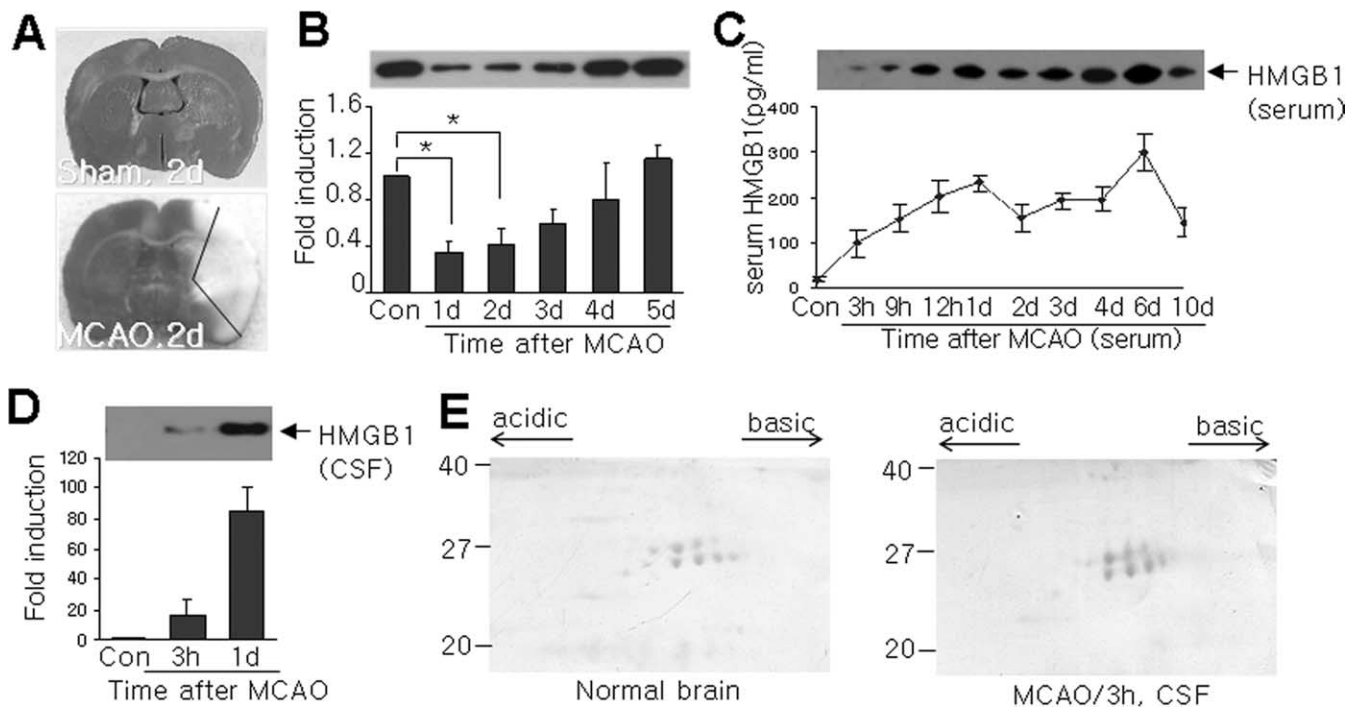 A
Sham, 2d
MCAO,2d
B
Fold induction
1.6
1.2
0.8
0.4
0
*
*
Con 1d 2d 3d 4d 5d
Time after MCAO
C
HMGB1
(serum)
serum HMGB1(pg/ml)
400
300
200
100
0
Con 3h 9h 12h 1d 2d 3d 4d 6d 10d
Time after MCAO (serum)
D
HMGB1
(CSF)
Fold induction
120
100
80
60
40
20
0
Con 3h 1d
Time after MCAO
E
acidic basic
40
27
20
Normal brain
acidic basic
40
27
20
MCAO/3h, CSF